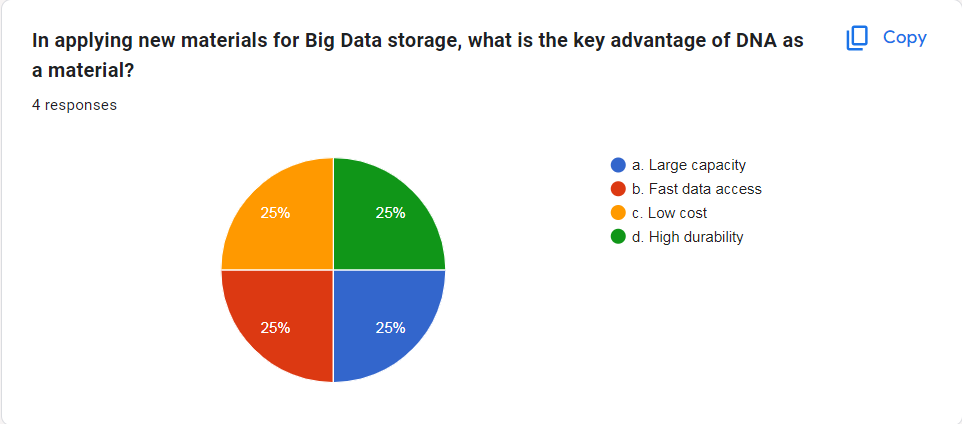 In applying new materials for Big Data storage, what is the key advantage of DNA as
a material?
Copy
4 responses
25%
25%
25%
25%
a. Large capacity
b. Fast data access
c. Low cost
d. High durability